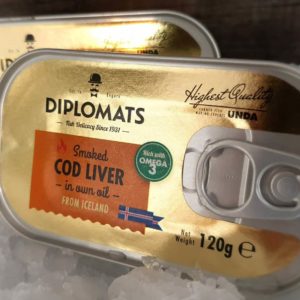 DIPLOMATS
Fish Delicacy Since 1951
Highest Quality
UNDA
Smoked
COD LIVER
in own oil
FROM ICELAND
Rich with
OMEGA
3
Net
Weight
120g e